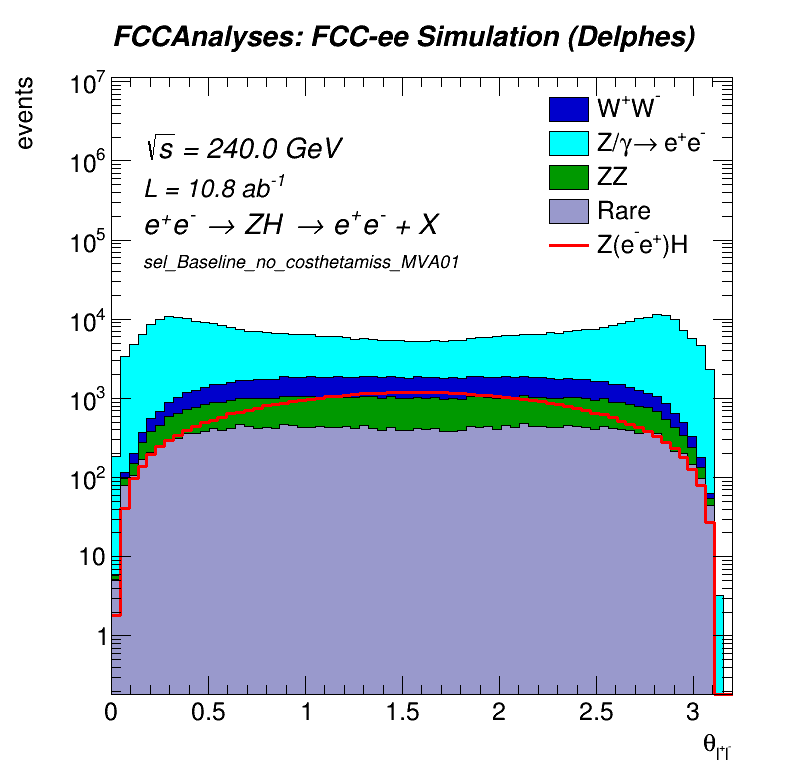 FCCAnalyses: FCC-ee Simulation (Delphes)
events
10⁷
10⁶
10⁵
10⁴
10³
10²
10
1
√s = 240.0 GeV
L = 10.8 ab⁻¹
e⁺e⁻ → ZH → e⁺e⁻ + X
sel_Baseline_no_costhetamiss_MVA01
W⁺W⁻
Z/γ→ e⁺e⁻
ZZ
Rare
Z(e⁻e⁺)H
0 0.5 1 1.5 2 2.5 3
θ_l⁺l⁻